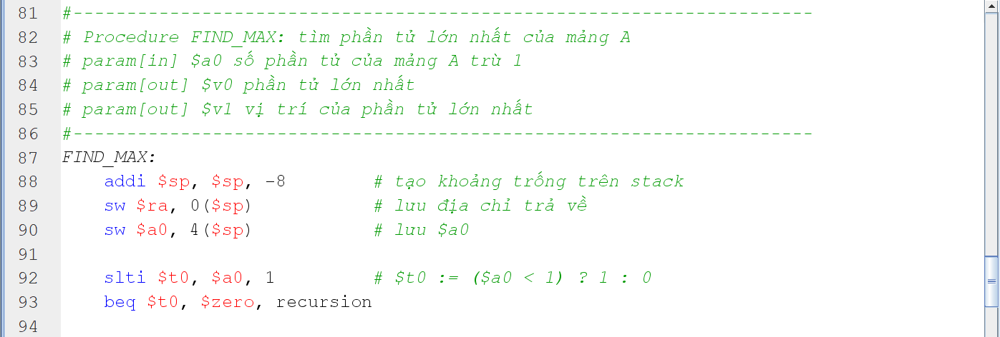 81 #---------------------------------------------------------------------
82 # Procedure FIND_MAX: tìm phần tử lớn nhất của mảng A
83 # param[in] $a0 số phần tử của mảng A trừ 1
84 # param[out] $v0 phần tử lớn nhất
85 # param[out] $v1 vị trí của phần tử lớn nhất
86 #---------------------------------------------------------------------
87 FIND_MAX:
88     addi $sp, $sp, -8        # tạo khoảng trống trên stack
89     sw $ra, 0($sp)           # lưu địa chỉ trả về
90     sw $a0, 4($sp)           # lưu $a0
91
92     slti $t0, $a0, 1         # $t0 := ($a0 < 1) ? 1 : 0
93     beq $t0, $zero, recursion
94